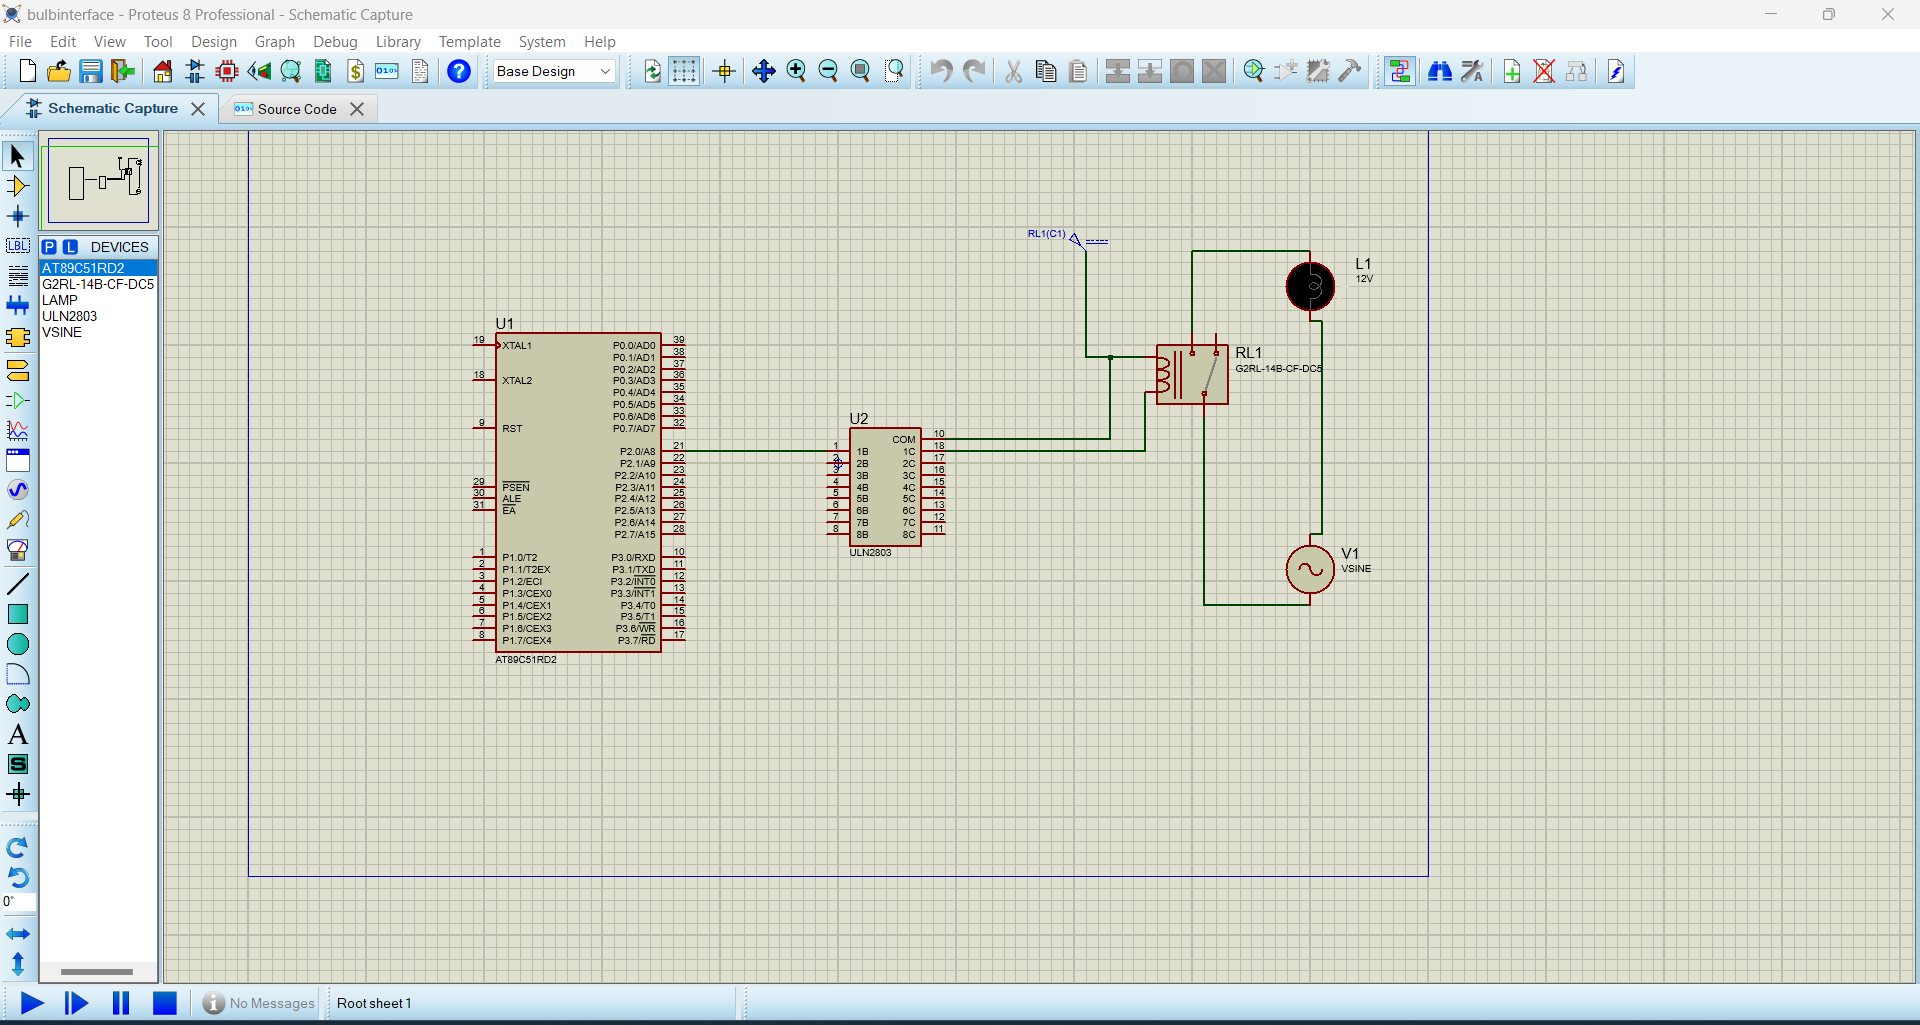 bulbinterface - Proteus 8 Professional - Schematic Capture
File Edit View Tool Design Graph Debug Library Template System Help
Base Design
Schematic Capture
Source Code
LBL
P L DEVICES
AT89C51RD2
G2RL-14B-CF-DC5
LAMP
ULN2803
VSINE
A
S
0°
RL1(C1)
L1
12V
RL1
G2RL-14B-CF-DC5
V1
VSINE
U1
19 XTAL1
18 XTAL2
9 RST
29 PSEN
30 ALE
31 EA
1 P1.0/T2
2 P1.1/T2EX
3 P1.2/ECI
4 P1.3/CEX0
5 P1.4/CEX1
6 P1.5/CEX2
7 P1.6/CEX3
8 P1.7/CEX4
P0.0/AD0 39
P0.1/AD1 38
P0.2/AD2 37
P0.3/AD3 36
P0.4/AD4 35
P0.5/AD5 34
P0.6/AD6 33
P0.7/AD7 32
P2.0/A8 21
P2.1/A9 22
P2.2/A10 23
P2.3/A11 24
P2.4/A12 25
P2.5/A13 26
P2.6/A14 27
P2.7/A15 28
P3.0/RXD 10
P3.1/TXD 11
P3.2/INT0 12
P3.3/INT1 13
P3.4/T0 14
P3.5/T1 15
P3.6/WR 16
P3.7/RD 17
AT89C51RD2
U2
COM 10
1 1B 1C 18
2 2B 2C 17
3 3B 3C 16
4 4B 4C 15
5 5B 5C 14
6 6B 6C 13
7 7B 7C 12
8 8B 8C 11
ULN2803
No Messages
Root sheet 1